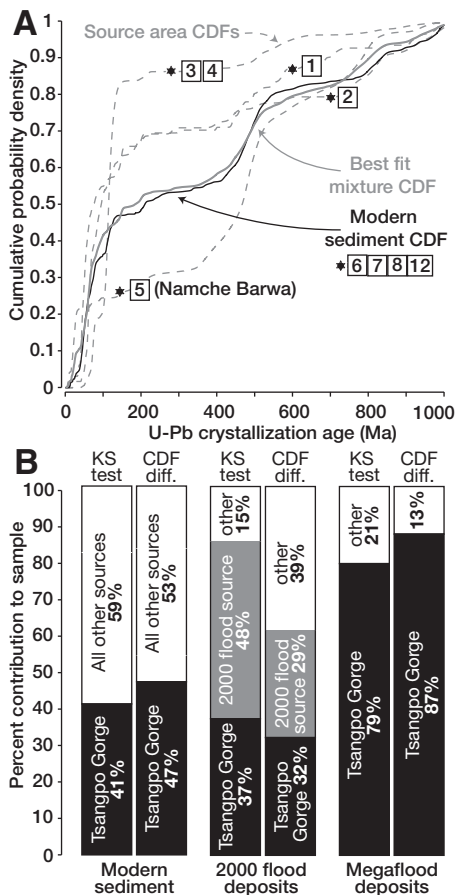 A
Cumulative probability density
1
0.9
0.8
0.7
0.6
0.5
0.4
0.3
0.2
0.1
0
Source area CDFs
3 4
1
2
Best fit
mixture CDF
Modern
sediment CDF
6 7 8 12
5 (Namche Barwa)
0 200 400 600 800 1000
U-Pb crystallization age (Ma)
B
KS test
CDF diff.
KS test
CDF diff.
KS test
CDF diff.
Percent contribution to sample
100
90
80
70
60
50
40
30
20
10
0
All other sources
59%
Tsangpo Gorge
41%
All other sources
53%
Tsangpo Gorge
47%
other
15%
2000 flood source
48%
Tsangpo Gorge
37%
other
39%
2000 flood
source 29%
Tsangpo
Gorge 32%
other
21%
Tsangpo Gorge
79%
13%
Tsangpo Gorge
87%
Modern
sediment
2000 flood
deposits
Megaflood
deposits